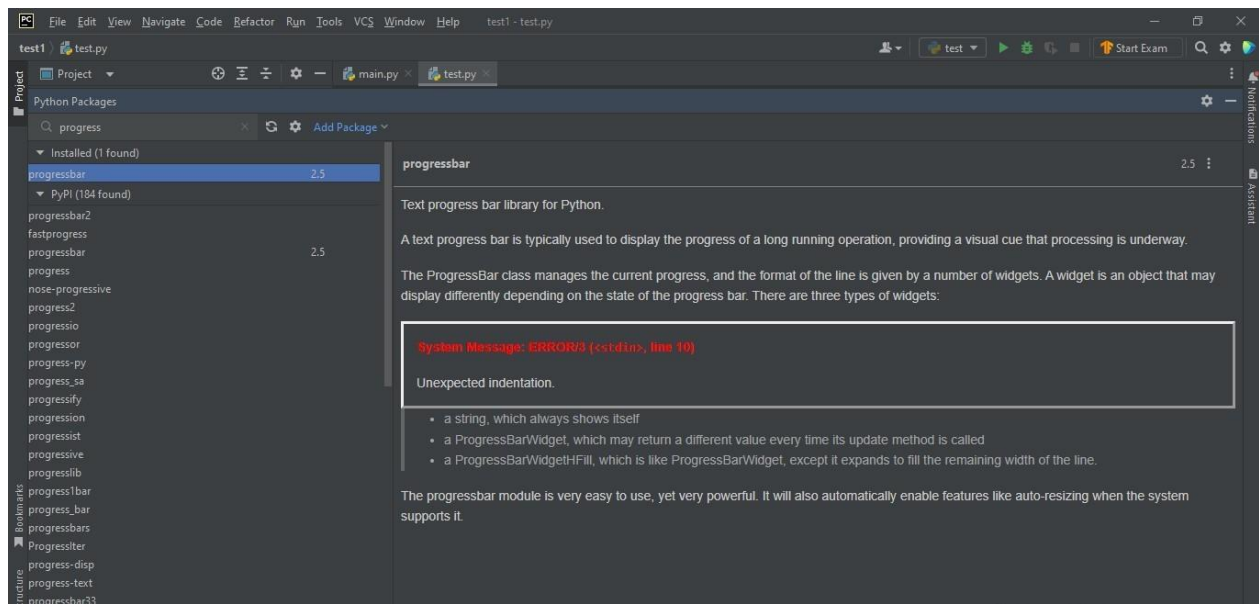 PC File Edit View Navigate Code Refactor Run Tools VCS Window Help test1 - test.py
test1 test.py test Start Exam
Project main.py test.py
Python Packages
progress Add Package
Installed (1 found)
progressbar 2.5
PyPI (184 found)
progressbar2
fastprogress
progressbar 2.5
progress
nose-progressive
progress2
progressio
progressor
progress-py
progress_sa
progressify
progression
progressist
progressive
progresslib
progress1bar
progress_bar
progressbars
ProgressIter
progress-disp
progress-text
progressbar33
progressbar 2.5
Text progress bar library for Python.
A text progress bar is typically used to display the progress of a long running operation, providing a visual cue that processing is underway.
The ProgressBar class manages the current progress, and the format of the line is given by a number of widgets. A widget is an object that may
display differently depending on the state of the progress bar. There are three types of widgets:
System Message: ERROR/3 (<stdin>, line 10)
Unexpected indentation.
• a string, which always shows itself
• a ProgressBarWidget, which may return a different value every time its update method is called
• a ProgressBarWidgetHFill, which is like ProgressBarWidget, except it expands to fill the remaining width of the line.
The progressbar module is very easy to use, yet very powerful. It will also automatically enable features like auto-resizing when the system
supports it.
Project
Bookmarks
Notifications
Assistant